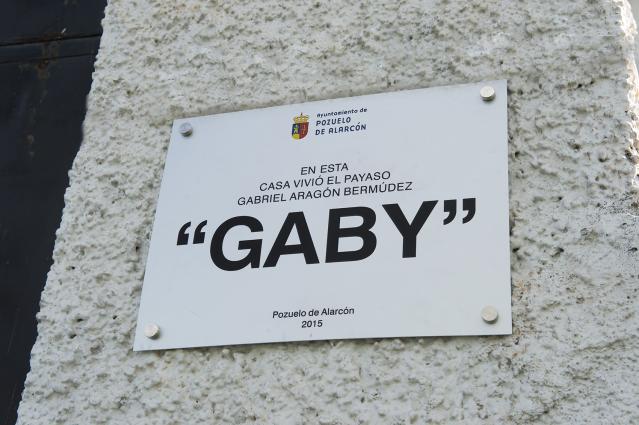 Ayuntamiento de
POZUELO
DE ALARCÓN
EN ESTA
CASA VIVIÓ EL PAYASO
GABRIEL ARAGÓN BERMÚDEZ
“GABY”
Pozuelo de Alarcón
2015